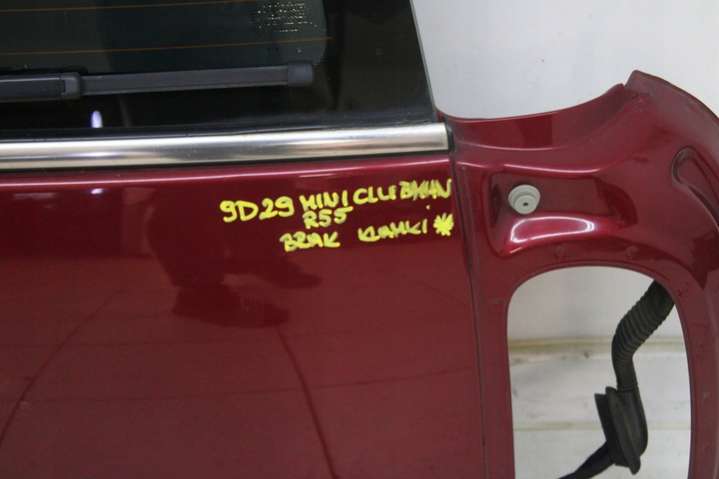 9D29 MINI CLUBMAN
R55
BRAK KLAMKI *